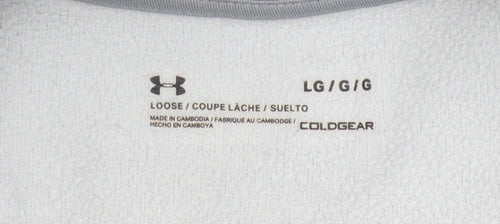 LG / G / G
LOOSE / COUPE LÂCHE / SUELTO
MADE IN CAMBODIA / FABRIQUÉ AU CAMBODGE /
HECHO EN CAMBOYA
COLDGEAR